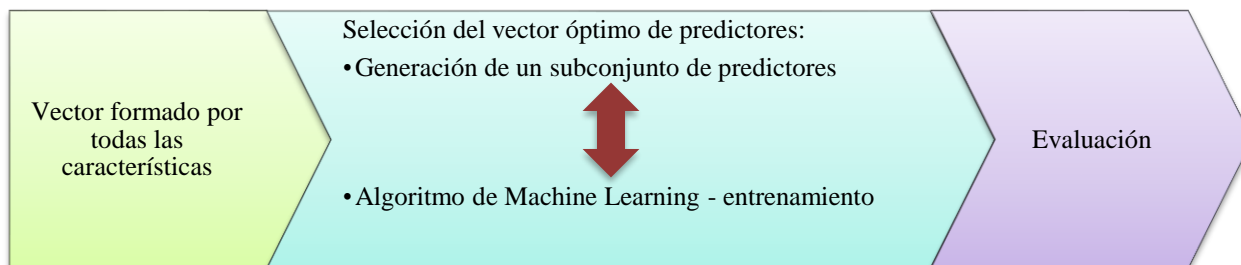 Vector formado por
todas las
características
Selección del vector óptimo de predictores:
•Generación de un subconjunto de predictores
•Algoritmo de Machine Learning - entrenamiento
Evaluación